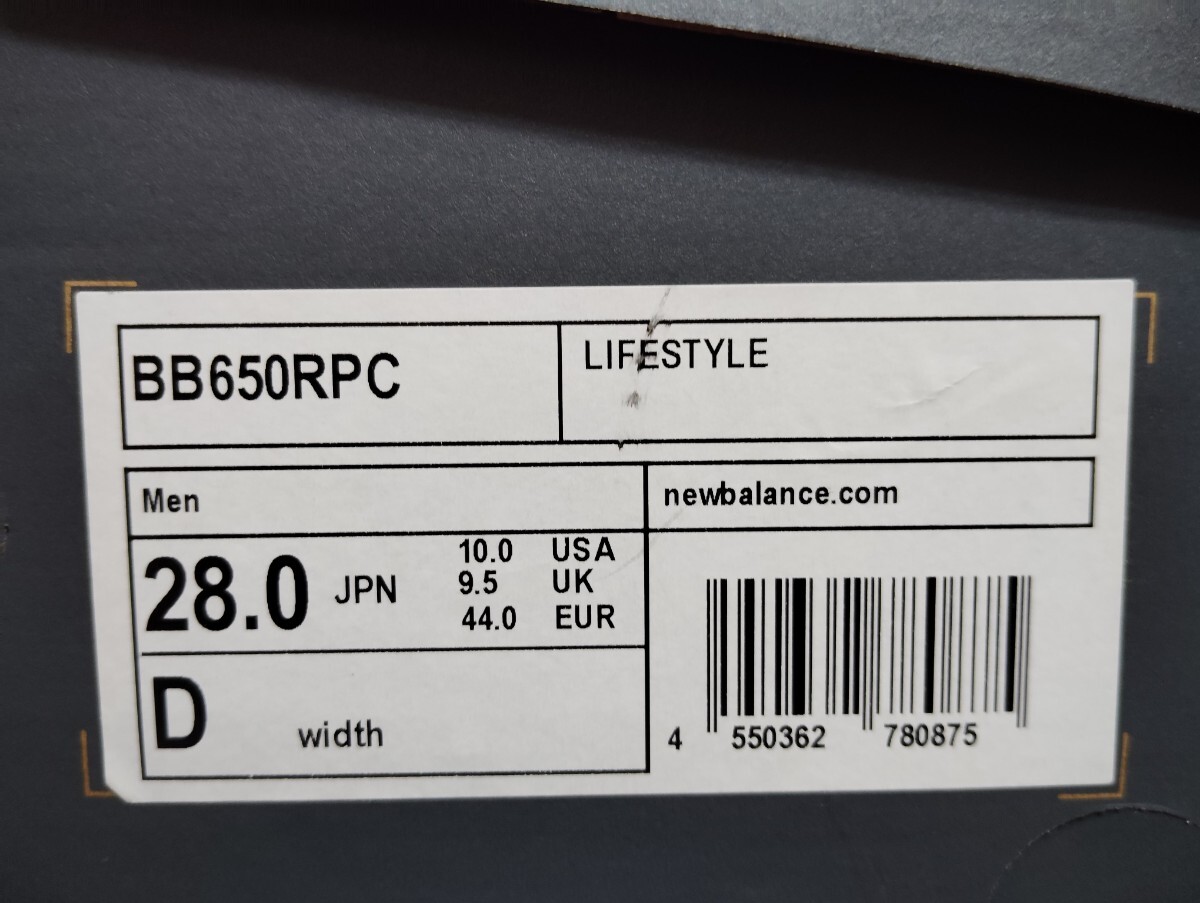 BB650RPC
LIFESTYLE
Men
newbalance.com
28.0 JPN
10.0 USA
9.5 UK
44.0 EUR
D width
4 550362 780875